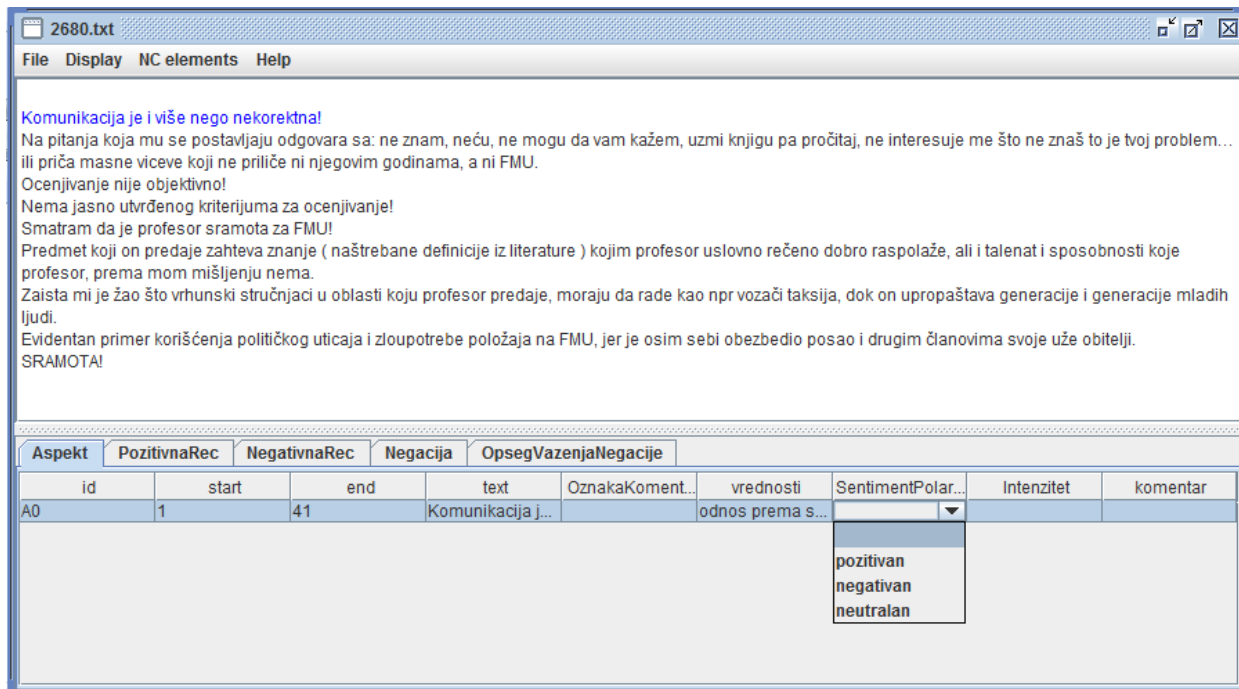 2680.txt
File Display NC elements Help
Komunikacija je i više nego nekorektna!
Na pitanja koja mu se postavljaju odgovara sa: ne znam, neću, ne mogu da vam kažem, uzmi knjigu pa pročitaj, ne interesuje me što ne znaš to je tvoj problem…
ili priča masne viceve koji ne priliče ni njegovim godinama, a ni FMU.
Ocenjivanje nije objektivno!
Nema jasno utvrđenog kriterijuma za ocenjivanje!
Smatram da je profesor sramota za FMU!
Predmet koji on predaje zahteva znanje ( naštrebane definicije iz literature ) kojim profesor uslovno rečeno dobro raspolaže, ali i talenat i sposobnosti koje
profesor, prema mom mišljenju nema.
Zaista mi je žao što vrhunski stručnjaci u oblasti koju profesor predaje, moraju da rade kao npr vozači taksija, dok on upropaštava generacije i generacije mladih
ljudi.
Evidentan primer korišćenja političkog uticaja i zloupotrebe položaja na FMU, jer je osim sebi obezbedio posao i drugim članovima svoje uže obitelji.
SRAMOTA!
Aspekt PozitivnaRec NegativnaRec Negacija OpsegVazenjaNegacije
id start end text OznakaKoment... vrednosti SentimentPolar... Intenzitet komentar
A0 1 41 Komunikacija j... odnos prema s...
pozitivan
negativan
neutralan